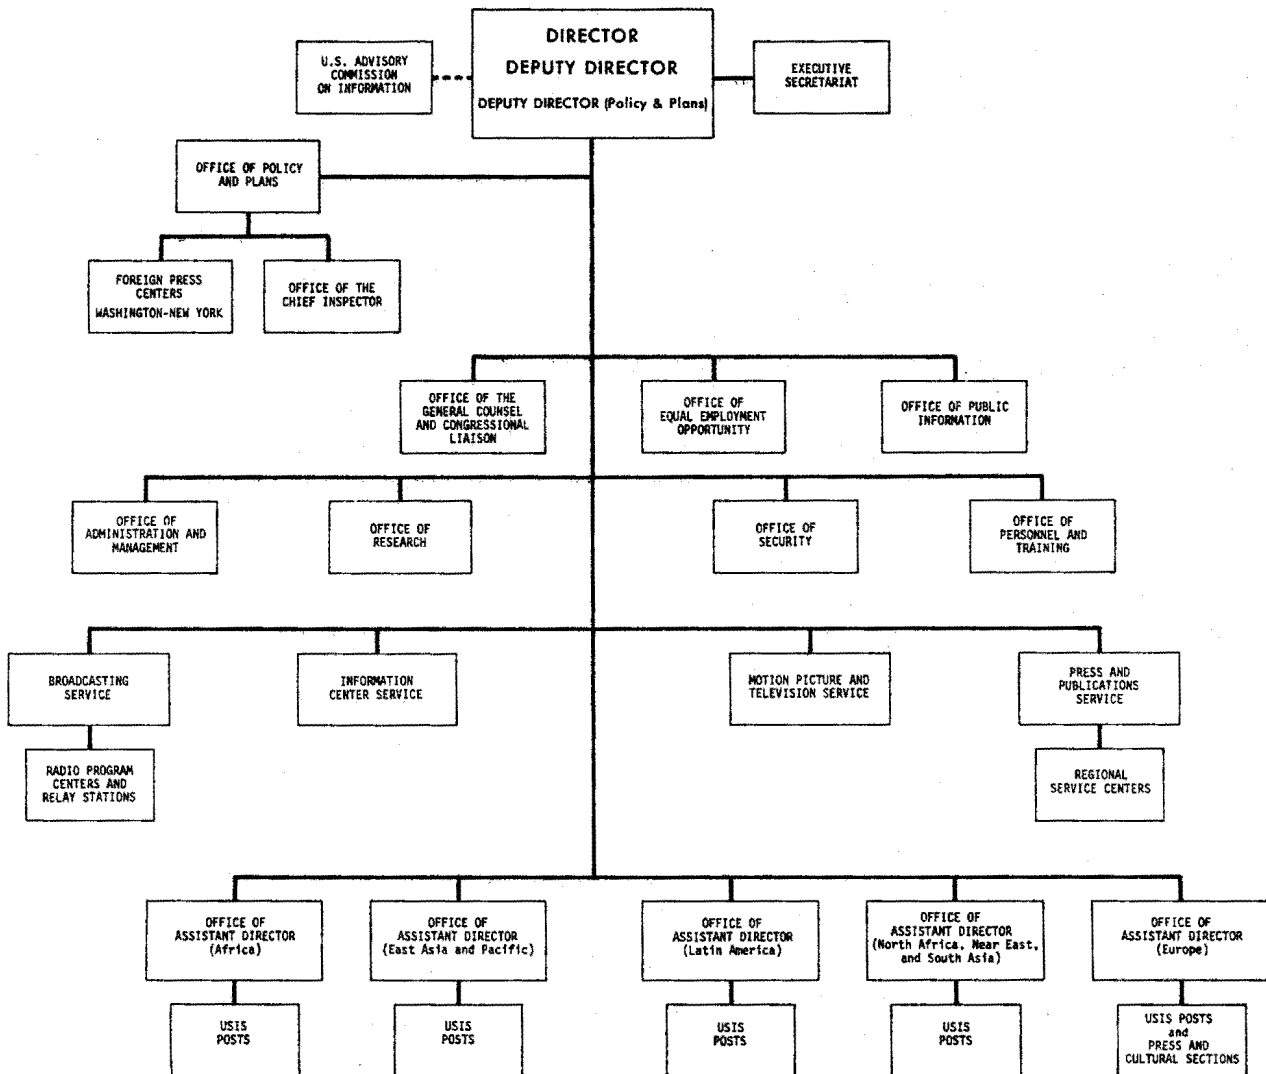 DIRECTOR
DEPUTY DIRECTOR
DEPUTY DIRECTOR (Policy & Plans)
U.S. ADVISORY
COMMISSION
ON INFORMATION
EXECUTIVE
SECRETARIAT
OFFICE OF POLICY
AND PLANS
FOREIGN PRESS
CENTERS
WASHINGTON-NEW YORK
OFFICE OF THE
CHIEF INSPECTOR
OFFICE OF THE
GENERAL COUNSEL
AND CONGRESSIONAL
LIAISON
OFFICE OF
EQUAL EMPLOYMENT
OPPORTUNITY
OFFICE OF PUBLIC
INFORMATION
OFFICE OF
ADMINISTRATION AND
MANAGEMENT
OFFICE OF
RESEARCH
OFFICE OF
SECURITY
OFFICE OF
PERSONNEL AND
TRAINING
BROADCASTING
SERVICE
INFORMATION
CENTER SERVICE
MOTION PICTURE AND
TELEVISION SERVICE
PRESS AND
PUBLICATIONS
SERVICE
RADIO PROGRAM
CENTERS AND
RELAY STATIONS
REGIONAL
SERVICE CENTERS
OFFICE OF
ASSISTANT DIRECTOR
(Africa)
OFFICE OF
ASSISTANT DIRECTOR
(East Asia and Pacific)
OFFICE OF
ASSISTANT DIRECTOR
(Latin America)
OFFICE OF
ASSISTANT DIRECTOR
(North Africa, Near East,
and South Asia)
OFFICE OF
ASSISTANT DIRECTOR
(Europe)
USIS
POSTS
USIS
POSTS
USIS
POSTS
USIS
POSTS
USIS POSTS
and
PRESS AND
CULTURAL SECTIONS